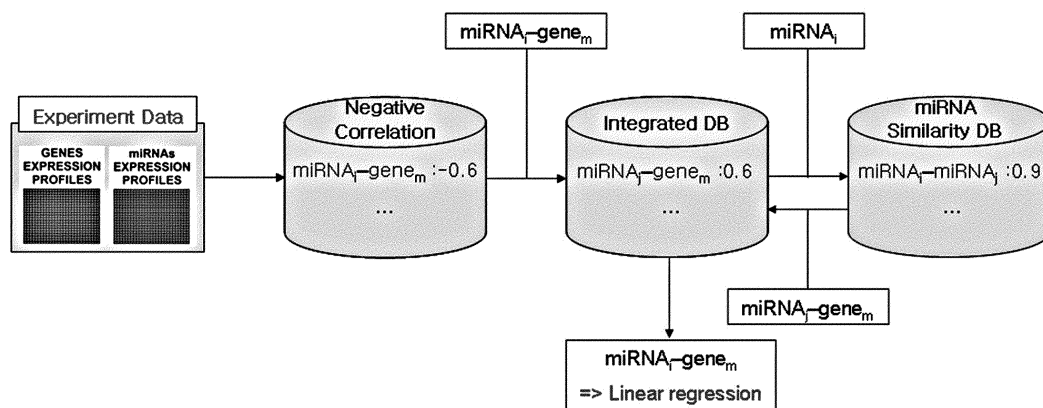 miRNAi–genem
miRNAi
Experiment Data
GENES
EXPRESSION
PROFILES
miRNAs
EXPRESSION
PROFILES
Negative
Correlation
miRNAi–genem :-0.6
...
Integrated DB
miRNAj–genem :0.6
...
miRNA
Similarity DB
miRNAi–miRNAj :0.9
...
miRNAj–genem
miRNAi–genem
=> Linear regression